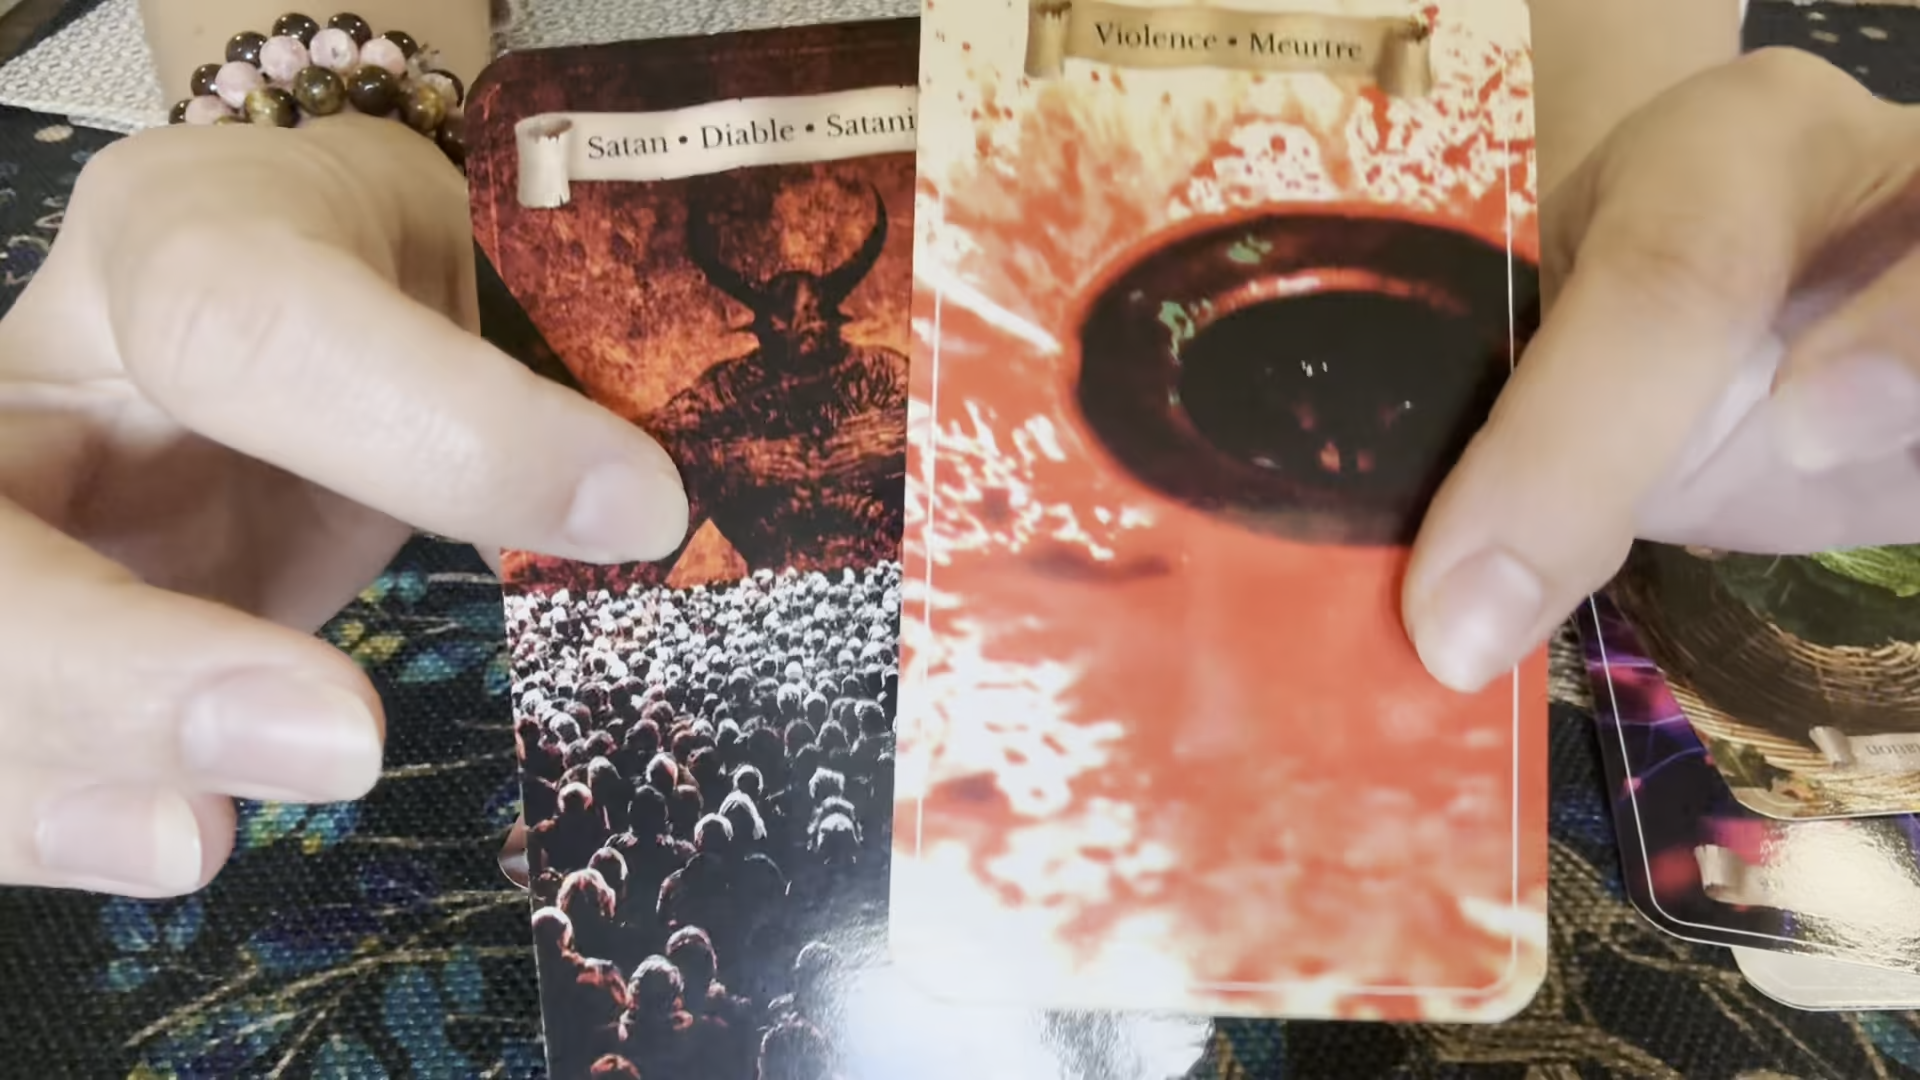 Satan • Diable • Satani
Violence • Meurtre